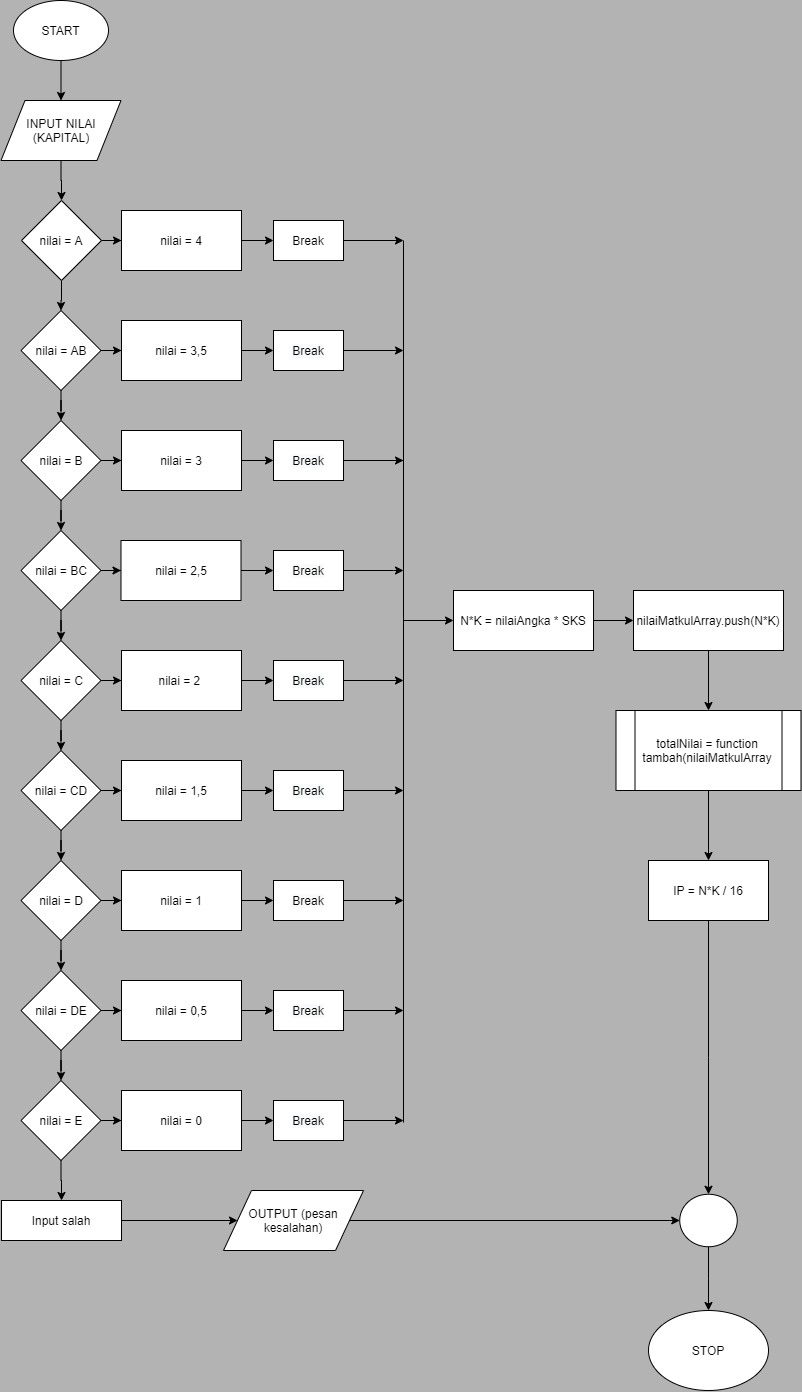 START
INPUT NILAI
(KAPITAL)
nilai = A
nilai = 4
Break
nilai = AB
nilai = 3,5
Break
nilai = B
nilai = 3
Break
nilai = BC
nilai = 2,5
Break
nilai = C
nilai = 2
Break
nilai = CD
nilai = 1,5
Break
nilai = D
nilai = 1
Break
nilai = DE
nilai = 0,5
Break
nilai = E
nilai = 0
Break
Input salah
OUTPUT (pesan
kesalahan)
N*K = nilaiAngka * SKS
nilaiMatkulArray.push(N*K)
totalNilai = function
tambah(nilaiMatkulArray
IP = N*K / 16
STOP